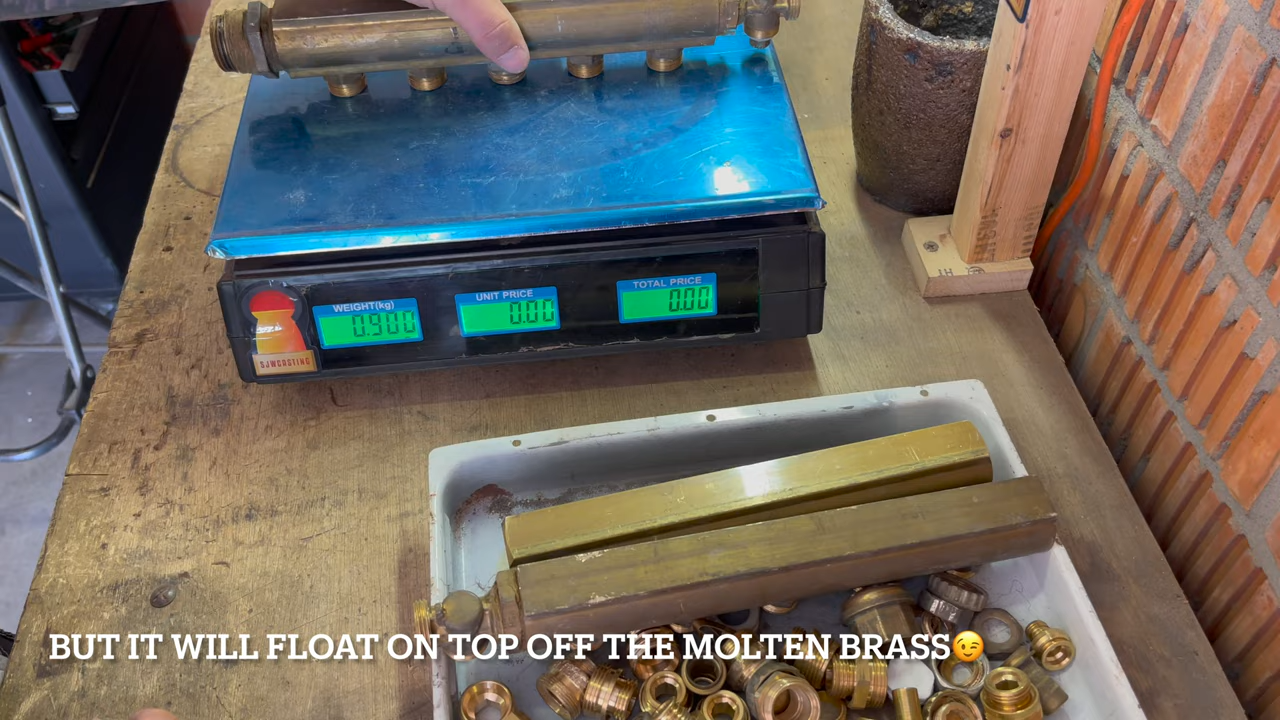 WEIGHT(kg)
0.900
UNIT PRICE
0.00
TOTAL PRICE
0.00
SJWCASTING
BUT IT WILL FLOAT ON TOP OFF THE MOLTEN BRASS😉